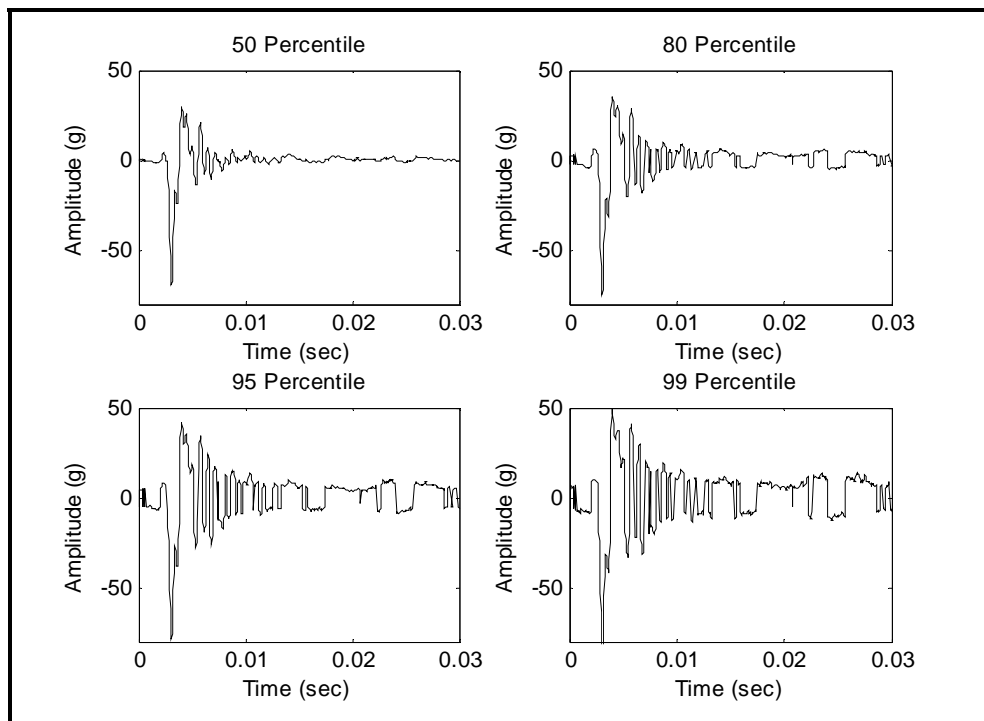 50 Percentile
50
0
-50
Amplitude (g)
0 0.01 0.02 0.03
Time (sec)
80 Percentile
50
0
-50
Amplitude (g)
0 0.01 0.02 0.03
Time (sec)
95 Percentile
50
0
-50
Amplitude (g)
0 0.01 0.02 0.03
Time (sec)
99 Percentile
50
0
-50
Amplitude (g)
0 0.01 0.02 0.03
Time (sec)